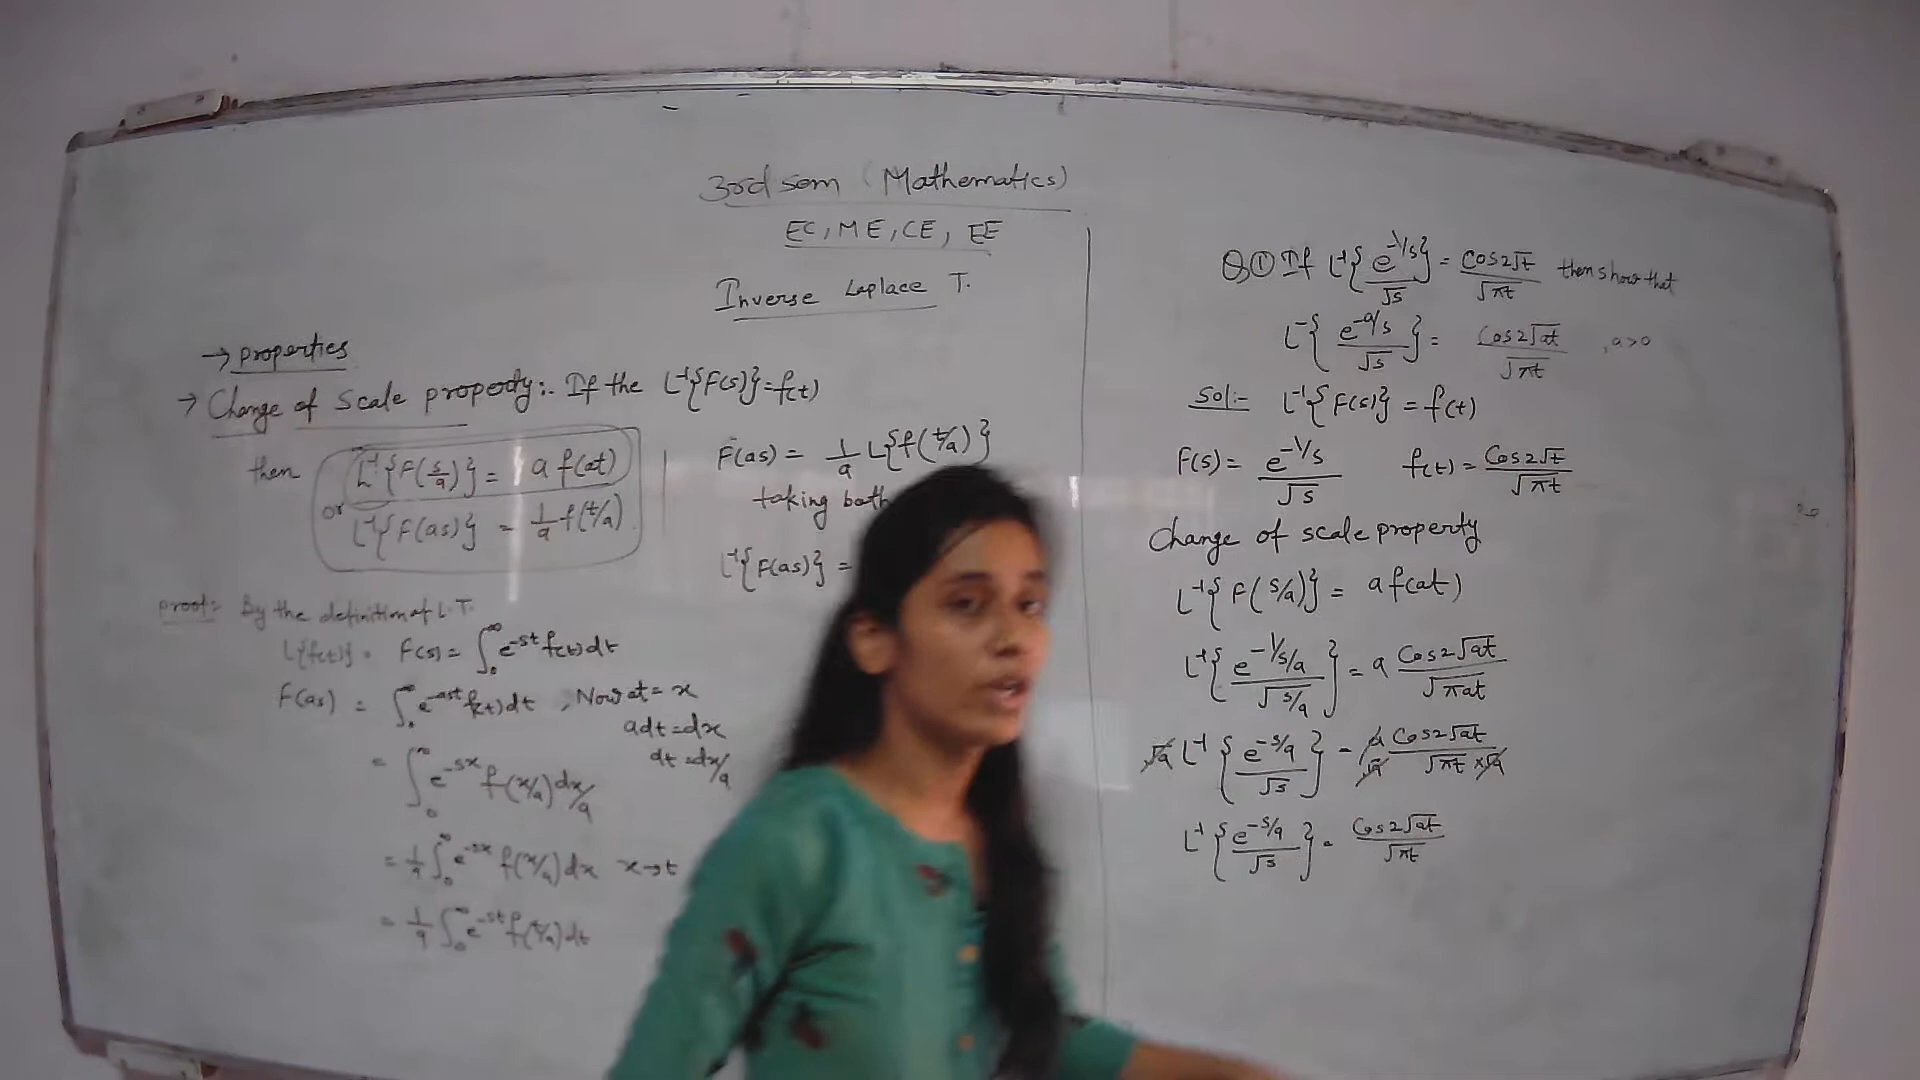 3rd sem (Mathematics)
EC, ME, CE, EE
Inverse Laplace T.
→ properties
→ Change of scale property:. If the L⁻¹{F(s)}=f(t)
then L⁻¹{F(s/a)} = a f(at)
or L⁻¹{F(as)} = 1/a f(t/a)
proof:- By the definition of L.T.
L{f(t)} = F(s) = ∫₀^∞ e^-st f(t)dt
F(as) = ∫₀^∞ e^-ast f(t)dt , Now at = x
adt=dx
dt=dx/a
= ∫₀^∞ e^-sx f(x/a)dx/a
= 1/a ∫₀^∞ e^-sx f(x/a)dx x→t
= 1/a ∫₀^∞ e^-st f(t/a)dt
F(as) = 1/a L{f(t/a)}
taking both
L⁻¹{F(as)} =
Q① If L⁻¹{e^-1/s / √s} = Cos2√t / √πt then show that
L⁻{e^-a/s / √s} = Cos2√at / √πt , a>0
Sol:- L⁻¹{F(s)} = f(t)
F(s) = e^-1/s / √s f(t) = Cos2√t / √πt
Change of scale property
L⁻¹{F(s/a)} = a f(at)
L⁻¹{e^-1/s/a / √s/a} = a Cos2√at / √πat
√a L⁻¹{e^-s/a / √s} = a/√a Cos2√at / √πt × √a
L⁻¹{e^-s/a / √s} = Cos2√at / √πt